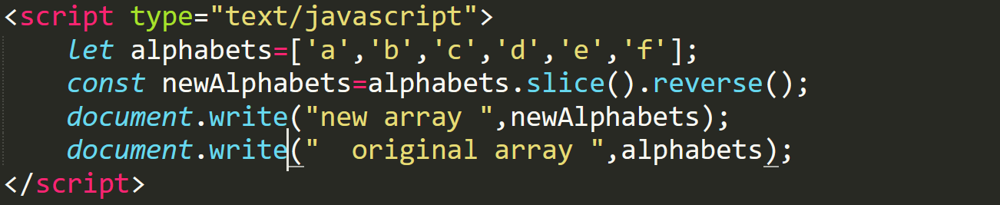 <script type="text/javascript">
    let alphabets=['a','b','c','d','e','f'];
    const newAlphabets=alphabets.slice().reverse();
    document.write("new array ",newAlphabets);
    document.write("  original array ",alphabets);
</script>